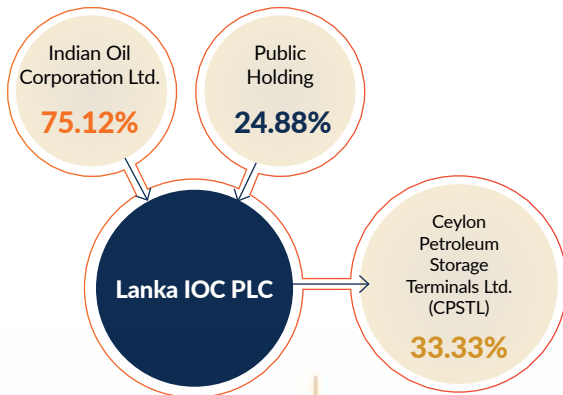 Indian Oil
Corporation Ltd.
75.12%
Public
Holding
24.88%
Lanka IOC PLC
Ceylon
Petroleum
Storage
Terminals Ltd.
(CPSTL)
33.33%